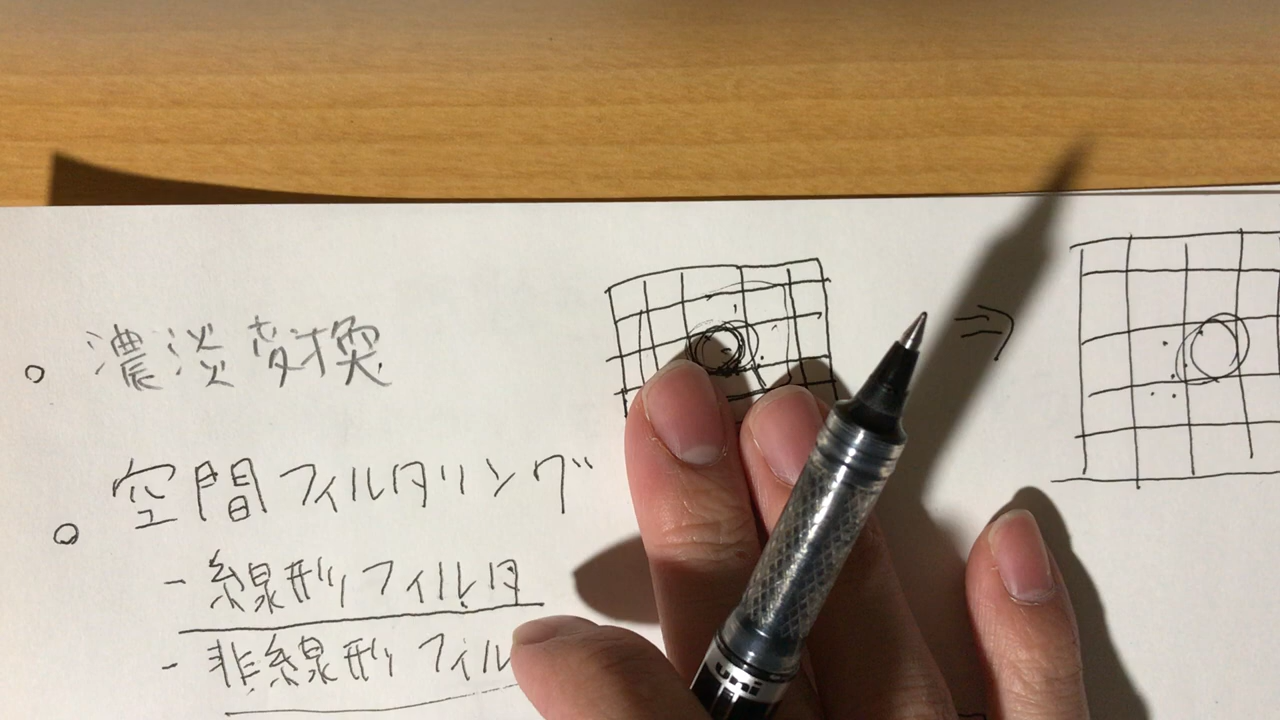 。濃淡変換
。空間フィルタリング
- 線形フィルタ
- 非線形フィル
⇒
uni